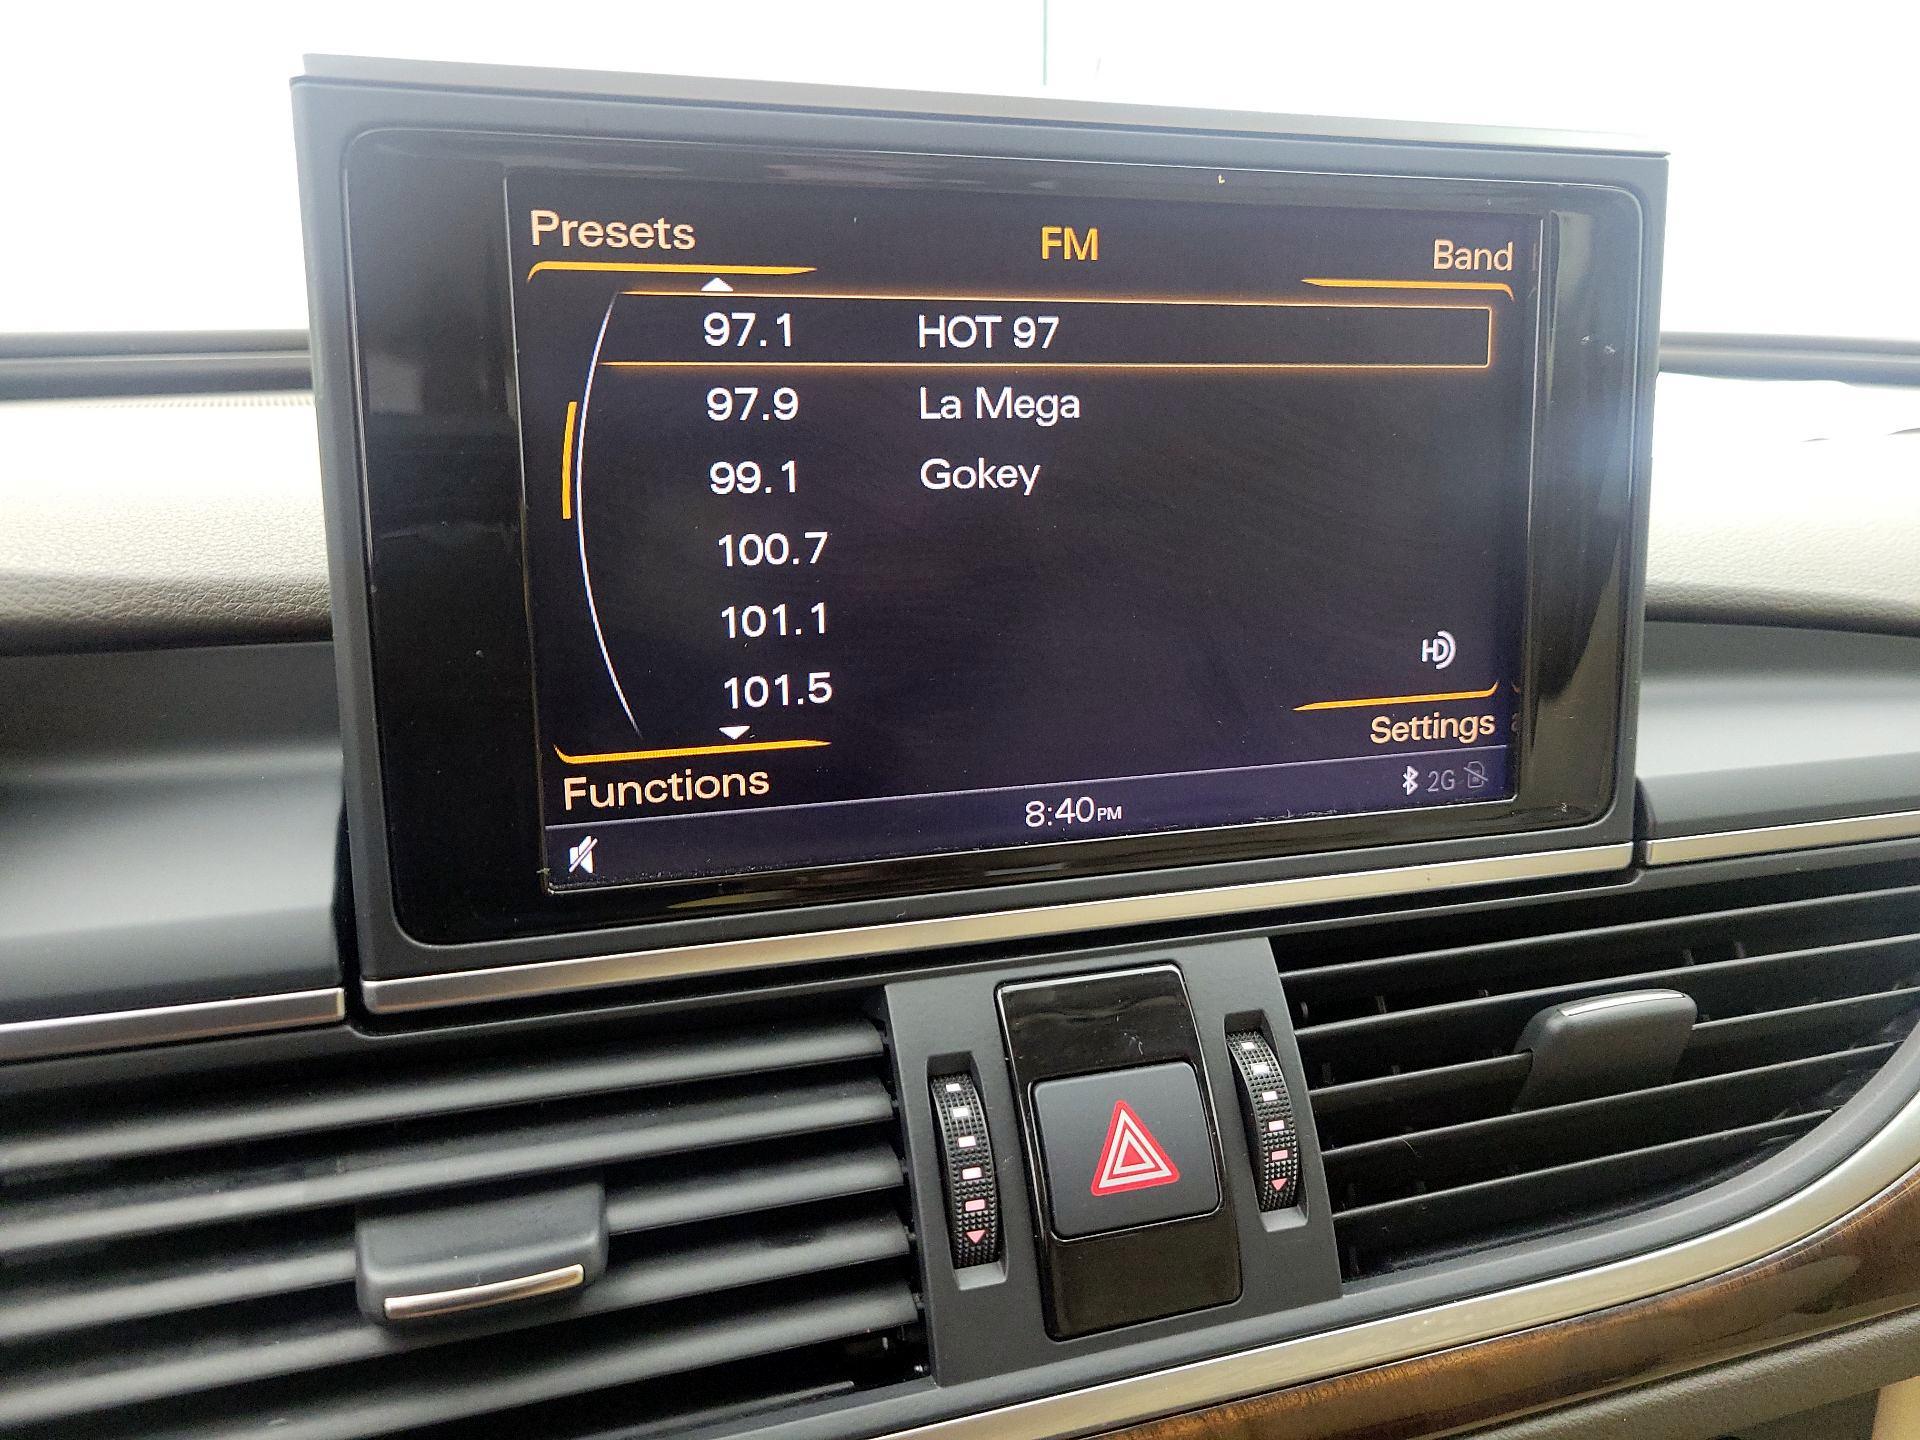 Presets FM Band
97.1 HOT 97
97.9 La Mega
99.1 Gokey
100.7
101.1
101.5
HD
Settings
Functions
8:40PM
2G